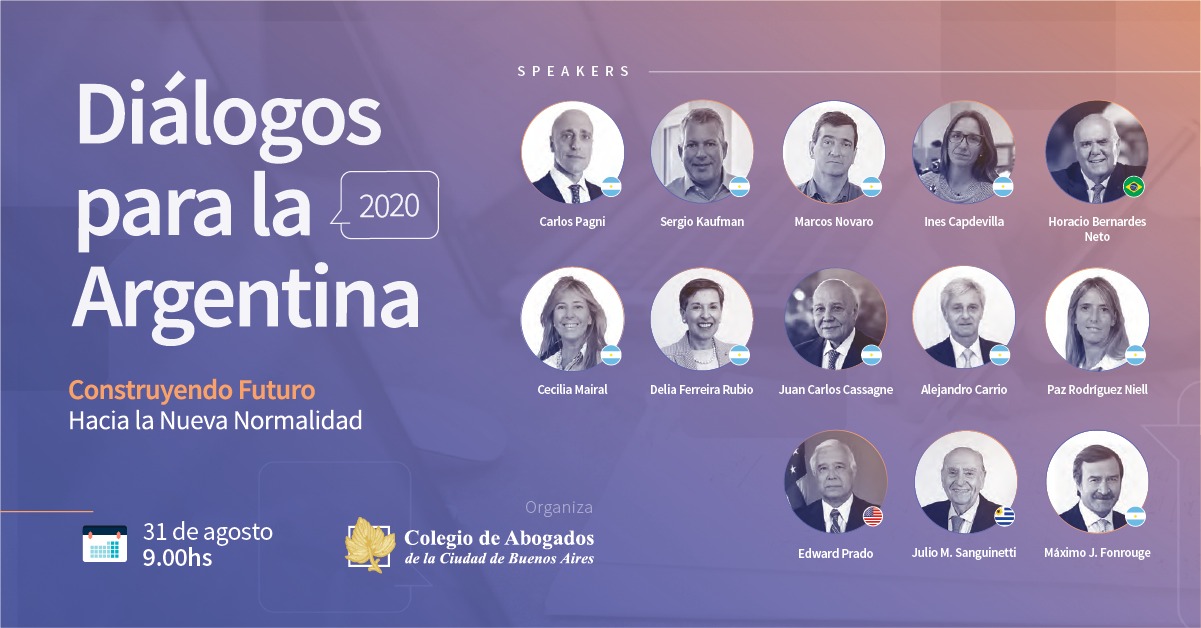 Diálogos
para la
2020
Argentina
Construyendo Futuro
Hacia la Nueva Normalidad
31 de agosto
9.00hs
Organiza
Colegio de Abogados
de la Ciudad de Buenos Aires
SPEAKERS
Carlos Pagni
Sergio Kaufman
Marcos Novaro
Ines Capdevilla
Horacio Bernardes
Neto
Cecilia Mairal
Delia Ferreira Rubio
Juan Carlos Cassagne
Alejandro Carrio
Paz Rodríguez Niell
Edward Prado
Julio M. Sanguinetti
Máximo J. Fonrouge